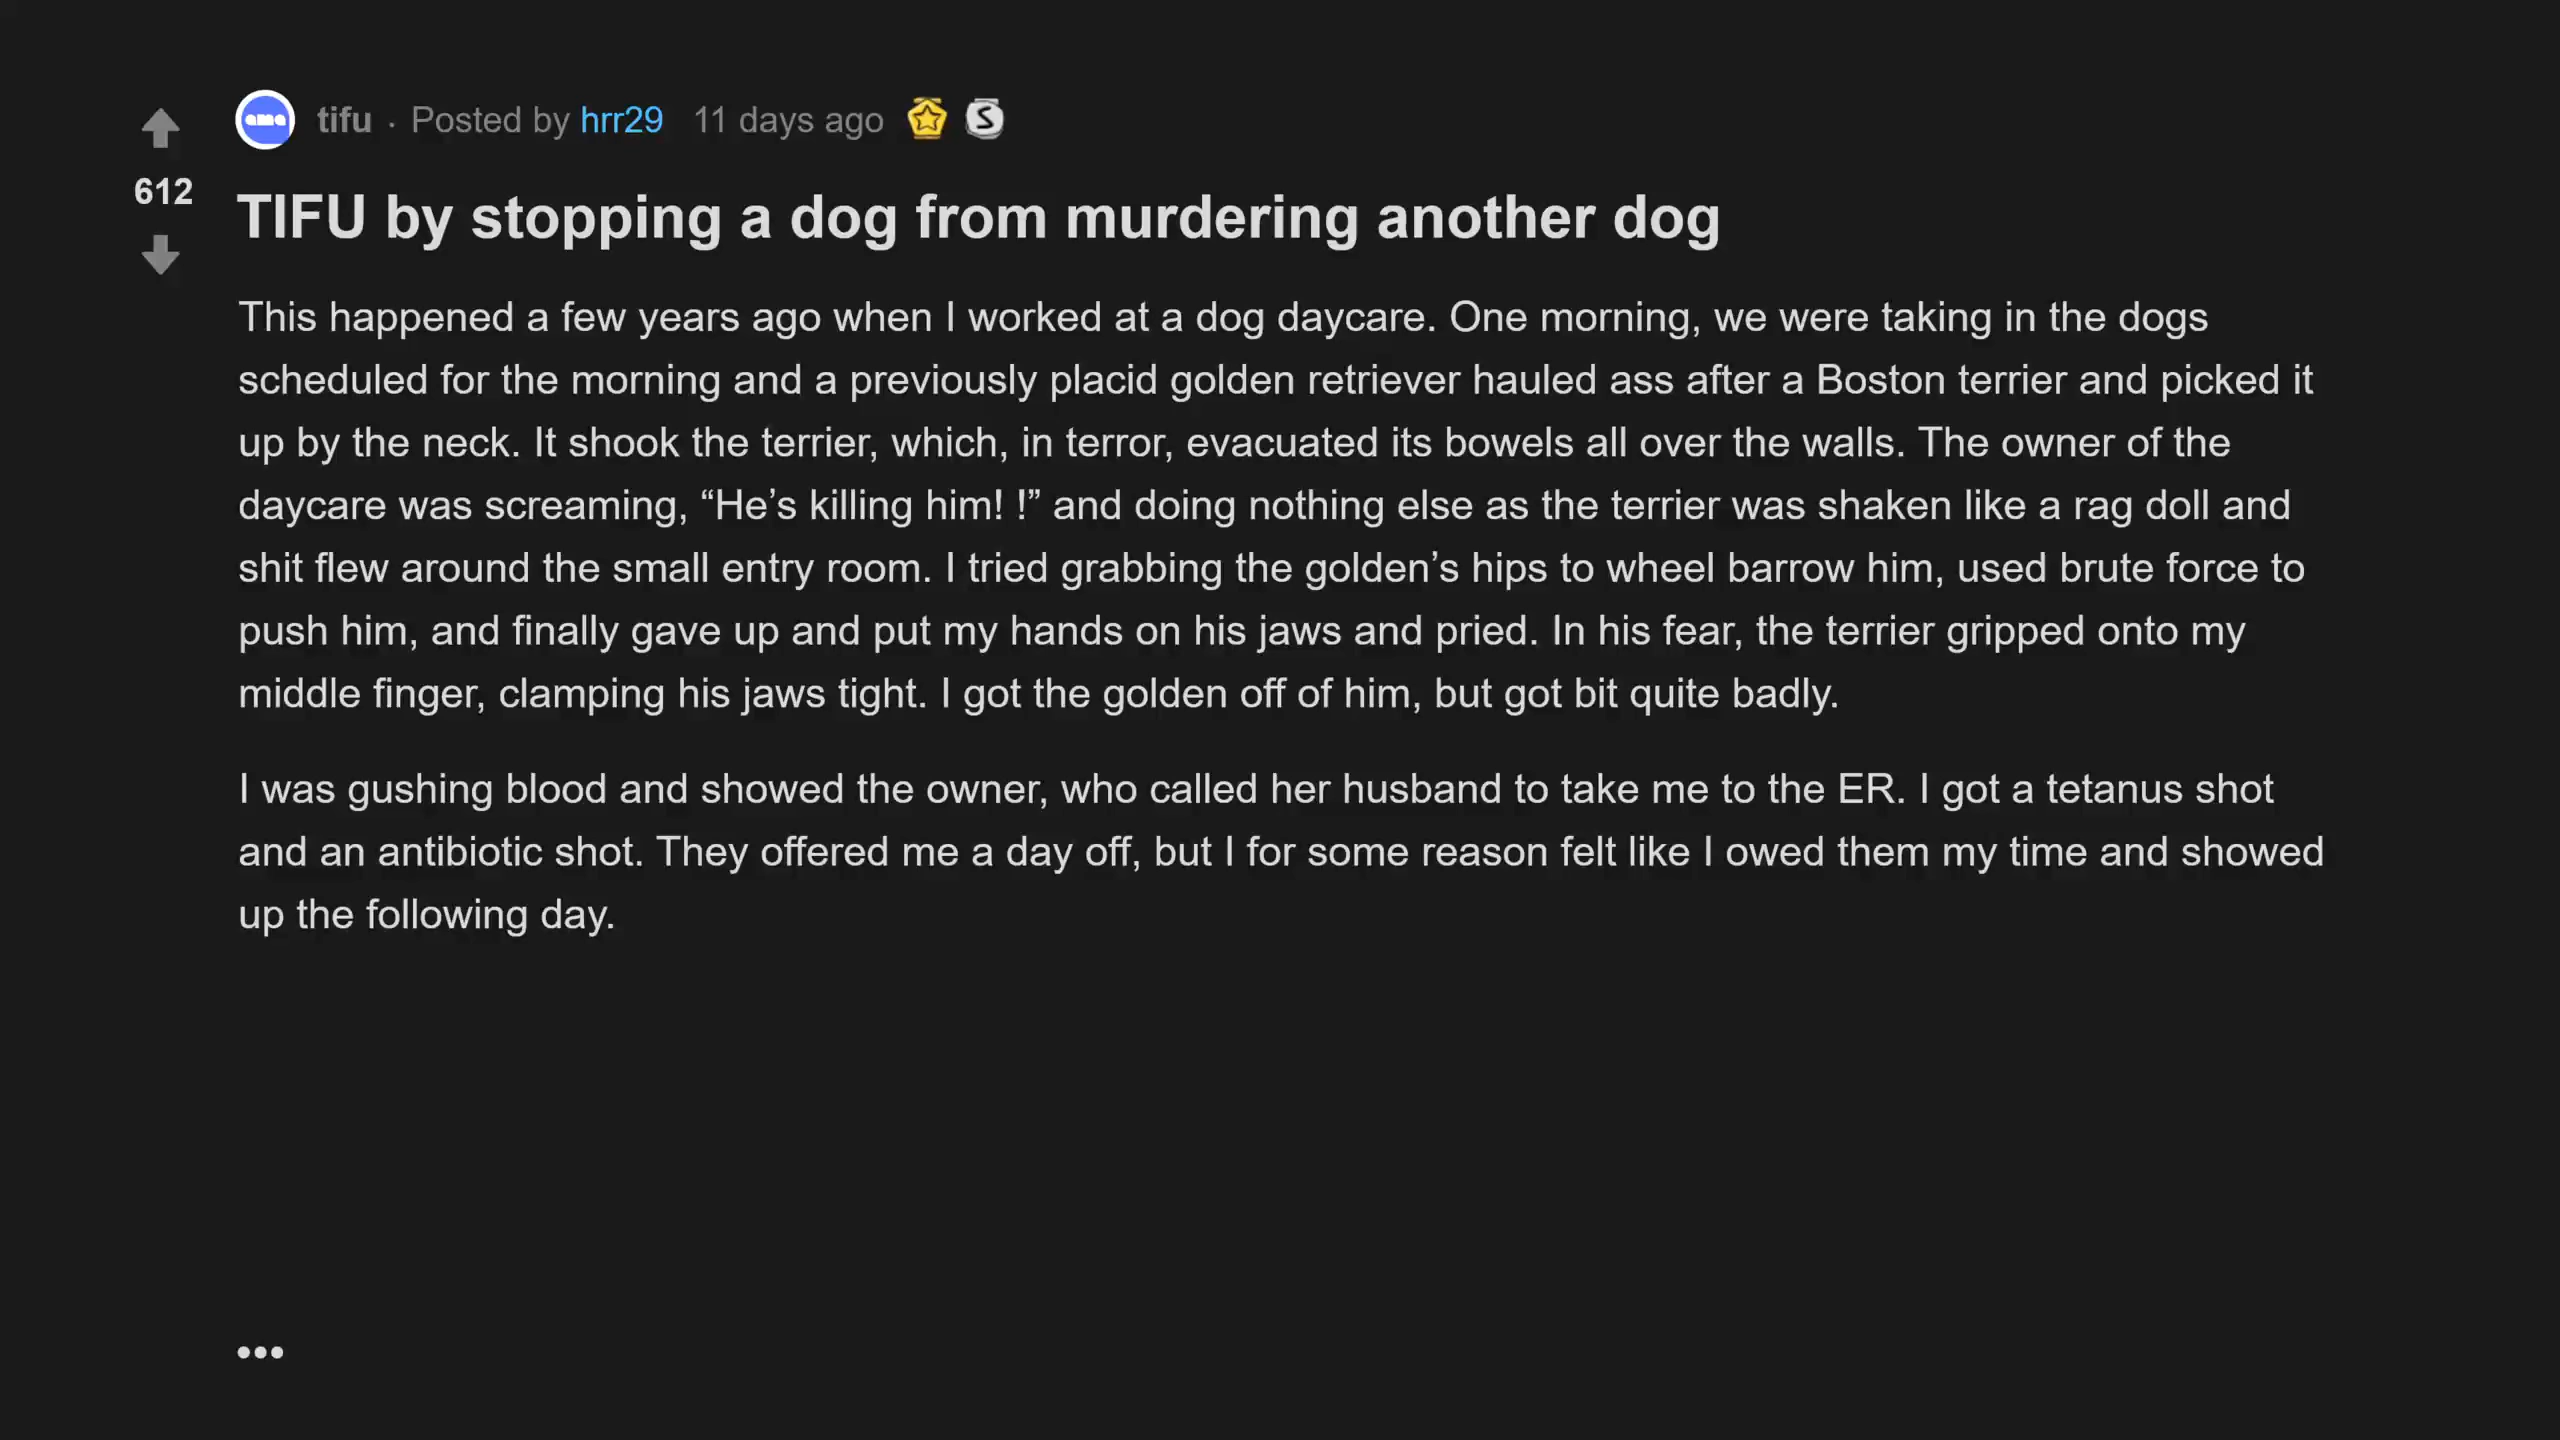 ama tifu · Posted by hrr29 11 days ago S
612
TIFU by stopping a dog from murdering another dog
This happened a few years ago when I worked at a dog daycare. One morning, we were taking in the dogs
scheduled for the morning and a previously placid golden retriever hauled ass after a Boston terrier and picked it
up by the neck. It shook the terrier, which, in terror, evacuated its bowels all over the walls. The owner of the
daycare was screaming, “He’s killing him! !” and doing nothing else as the terrier was shaken like a rag doll and
shit flew around the small entry room. I tried grabbing the golden’s hips to wheel barrow him, used brute force to
push him, and finally gave up and put my hands on his jaws and pried. In his fear, the terrier gripped onto my
middle finger, clamping his jaws tight. I got the golden off of him, but got bit quite badly.
I was gushing blood and showed the owner, who called her husband to take me to the ER. I got a tetanus shot
and an antibiotic shot. They offered me a day off, but I for some reason felt like I owed them my time and showed
up the following day.
•••